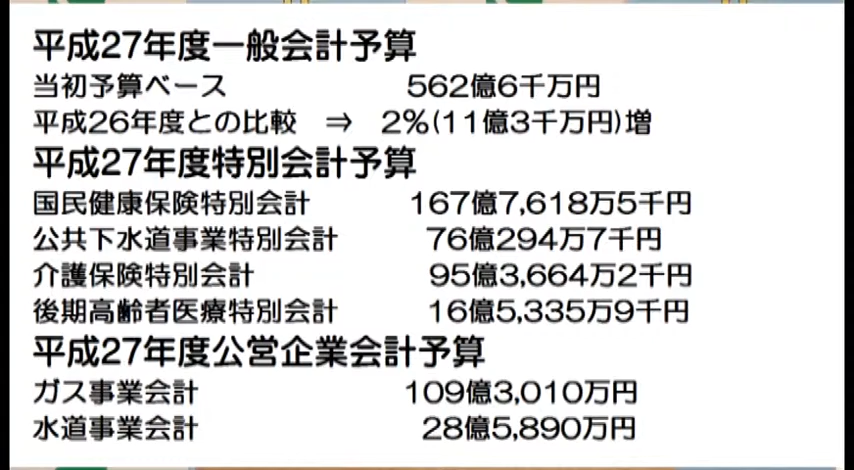 平成27年度一般会計予算
当初予算ベース 562億6千万円
平成26年度との比較 ⇒ 2%(11億3千万円)増
平成27年度特別会計予算
国民健康保険特別会計 167億7,618万5千円
公共下水道事業特別会計 76億294万7千円
介護保険特別会計 95億3,664万2千円
後期高齢者医療特別会計 16億5,335万9千円
平成27年度公営企業会計予算
ガス事業会計 109億3,010万円
水道事業会計 28億5,890万円